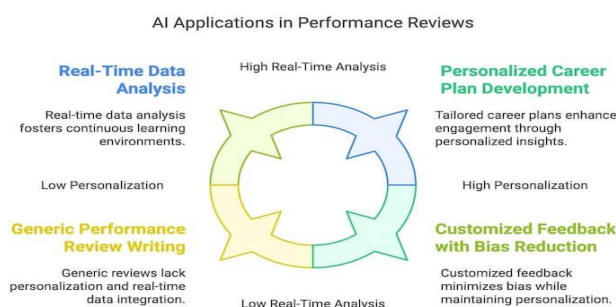 AI Applications in Performance Reviews
High Real-Time Analysis
Real-Time Data
Analysis
Real-time data analysis
fosters continuous learning
environments.
Personalized Career
Plan Development
Tailored career plans enhance
engagement through
personalized insights.
Low Personalization
High Personalization
Generic Performance
Review Writing
Generic reviews lack
personalization and real-time
data integration.
Customized Feedback
with Bias Reduction
Customized feedback
minimizes bias while
maintaining personalization.
Low Real-Time Analysis